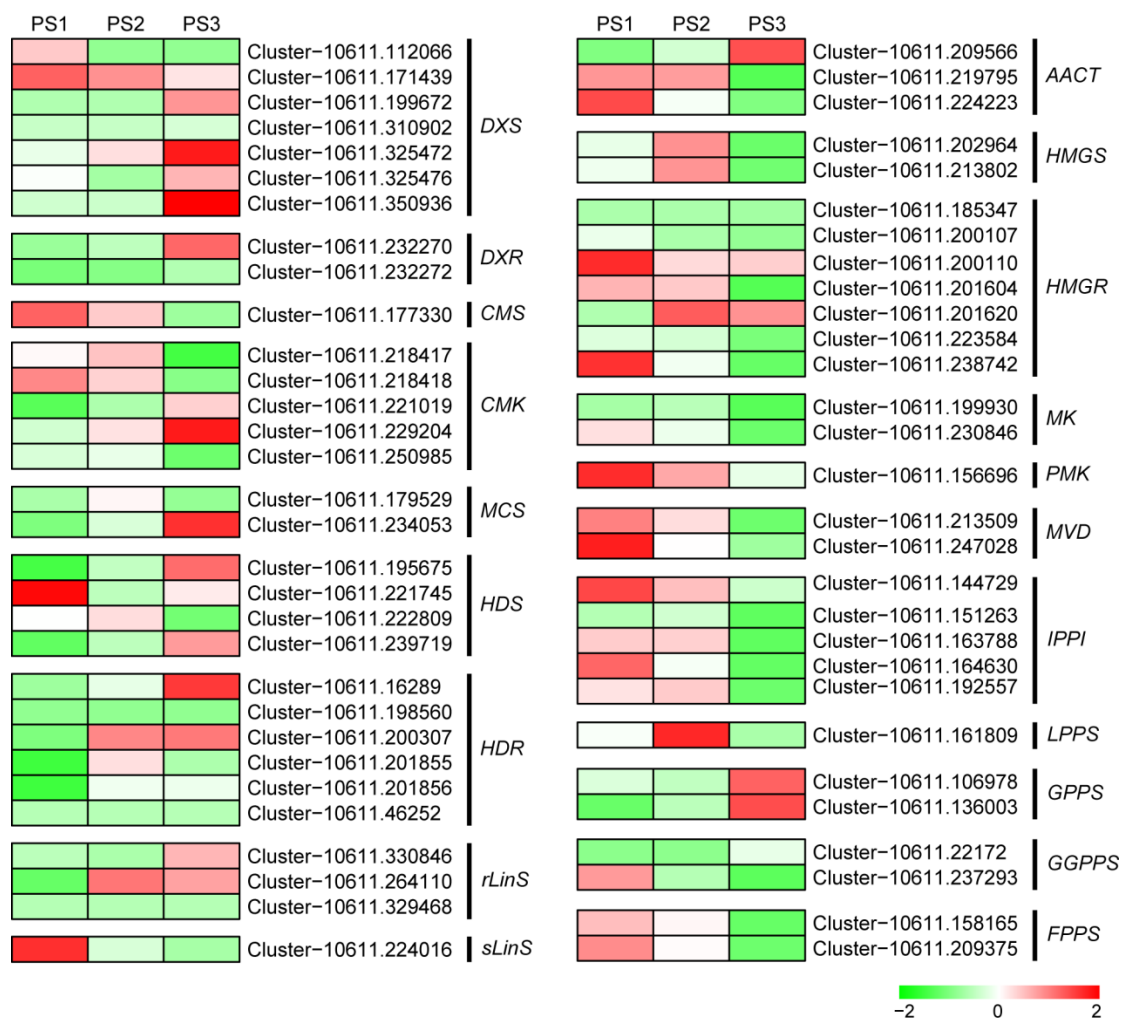 PS1 PS2 PS3
Cluster−10611.112066
Cluster−10611.171439
Cluster−10611.199672
Cluster−10611.310902
Cluster−10611.325472
Cluster−10611.325476
Cluster−10611.350936
DXS
Cluster−10611.232270
Cluster−10611.232272
DXR
Cluster−10611.177330
CMS
Cluster−10611.218417
Cluster−10611.218418
Cluster−10611.221019
Cluster−10611.229204
Cluster−10611.250985
CMK
Cluster−10611.179529
Cluster−10611.234053
MCS
Cluster−10611.195675
Cluster−10611.221745
Cluster−10611.222809
Cluster−10611.239719
HDS
Cluster−10611.16289
Cluster−10611.198560
Cluster−10611.200307
Cluster−10611.201855
Cluster−10611.201856
Cluster−10611.46252
HDR
Cluster−10611.330846
Cluster−10611.264110
Cluster−10611.329468
rLinS
Cluster−10611.224016
sLinS
PS1 PS2 PS3
Cluster−10611.209566
Cluster−10611.219795
Cluster−10611.224223
AACT
Cluster−10611.202964
Cluster−10611.213802
HMGS
Cluster−10611.185347
Cluster−10611.200107
Cluster−10611.200110
Cluster−10611.201604
Cluster−10611.201620
Cluster−10611.223584
Cluster−10611.238742
HMGR
Cluster−10611.199930
Cluster−10611.230846
MK
Cluster−10611.156696
PMK
Cluster−10611.213509
Cluster−10611.247028
MVD
Cluster−10611.144729
Cluster−10611.151263
Cluster−10611.163788
Cluster−10611.164630
Cluster−10611.192557
IPPI
Cluster−10611.161809
LPPS
Cluster−10611.106978
Cluster−10611.136003
GPPS
Cluster−10611.22172
Cluster−10611.237293
GGPPS
Cluster−10611.158165
Cluster−10611.209375
FPPS
−2 0 2